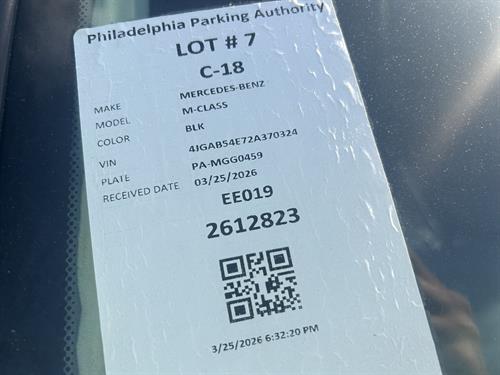 Philadelphia Parking Authority
LOT # 7
C-18
MAKE MERCEDES-BENZ
MODEL M-CLASS
COLOR BLK
VIN 4JGAB54E72A370324
PLATE PA-MGG0459
RECEIVED DATE 03/25/2026
EE019
2612823
3/25/2026 6:32:20 PM